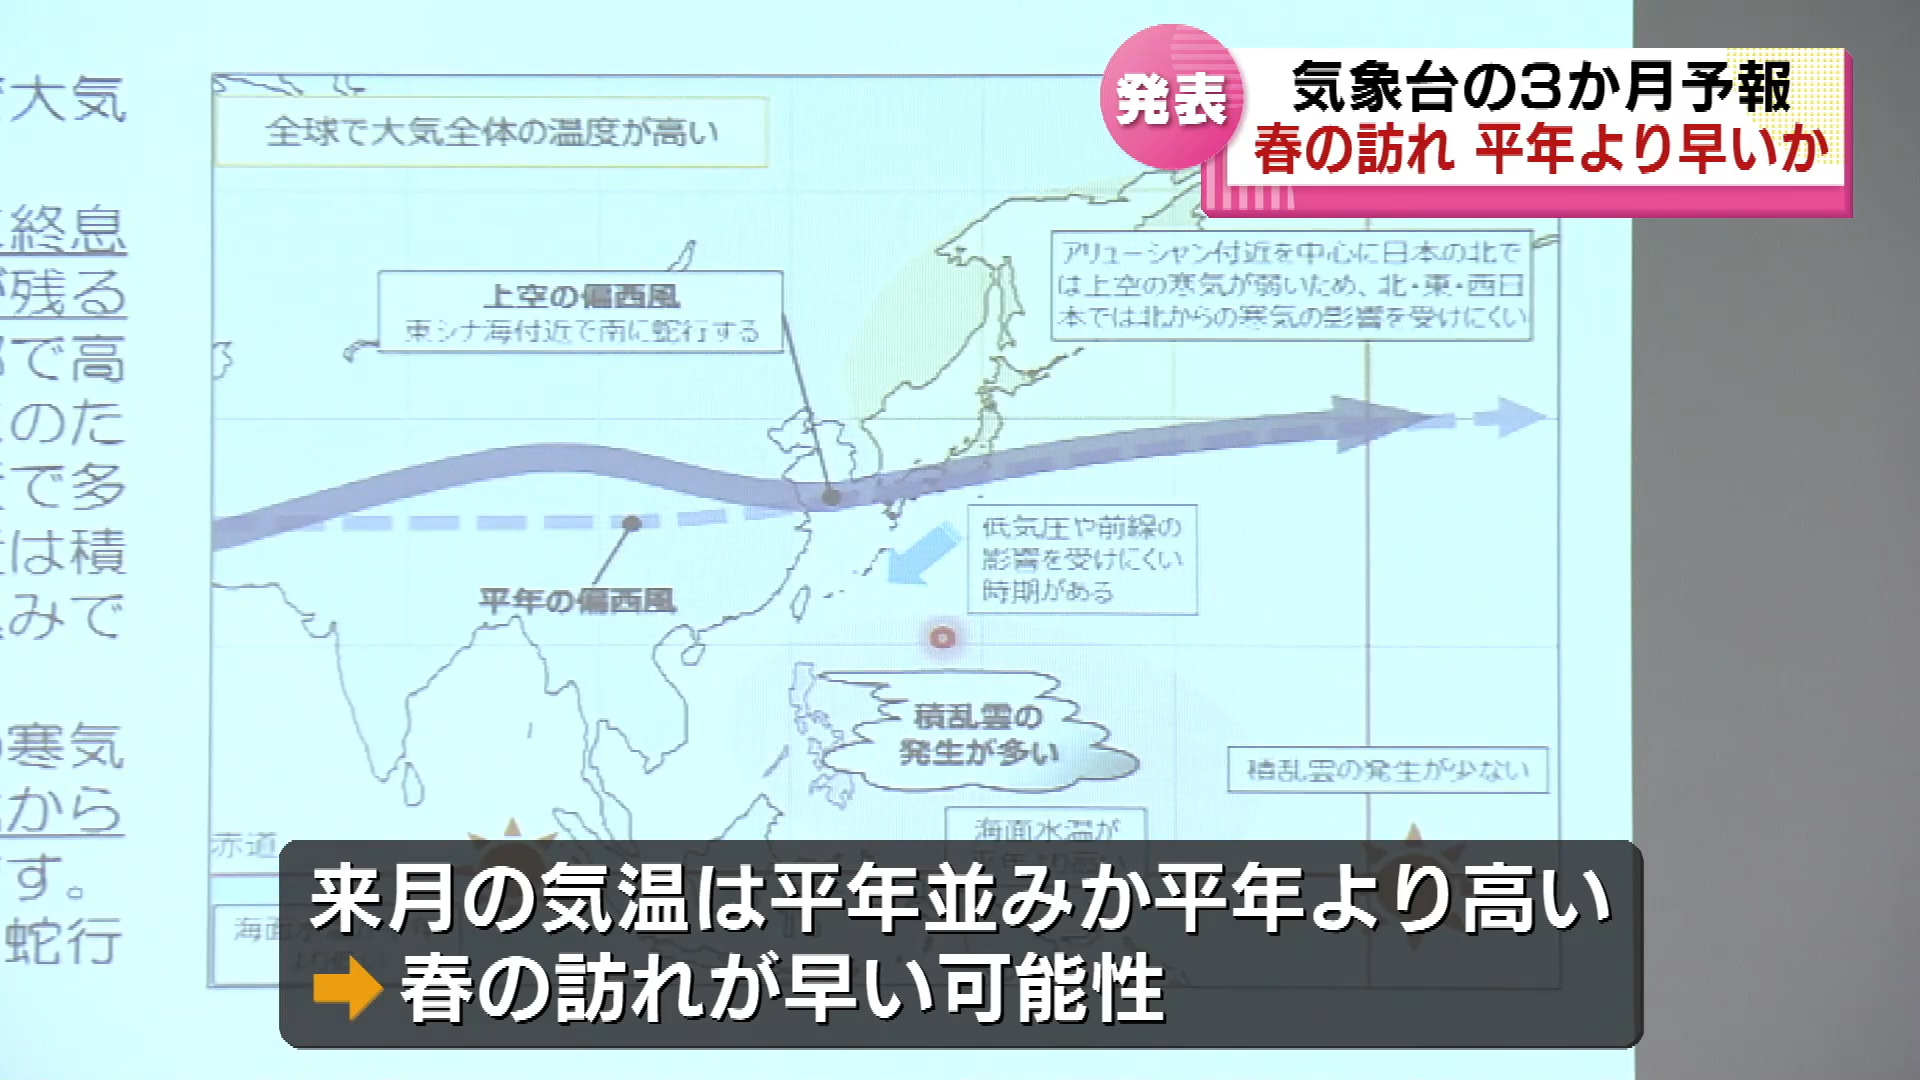 発表
気象台の3か月予報
春の訪れ 平年より早いか
大気
終息
残る
で高
のた
で多
は積
みで
寒気
から
す。
蛇行
全球で大気全体の温度が高い
上空の偏西風
東シナ海付近で南に蛇行する
アリューシャン付近を中心に日本の北で
は上空の寒気が弱いため、北・東・西日
本では北からの寒気の影響を受けにくい
平年の偏西風
低気圧や前線の
影響を受けにくい
時期がある
積乱雲の
発生が多い
積乱雲の発生が少ない
海面水温が
赤道
来月の気温は平年並みか平年より高い
➡春の訪れが早い可能性